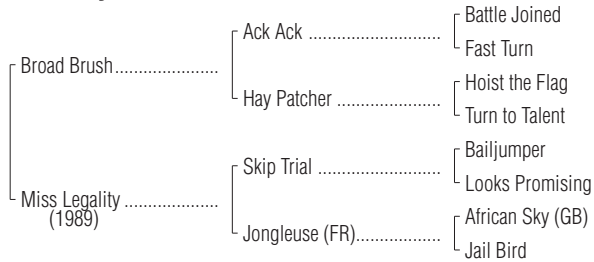 Battle Joined
Ack Ack ............................
Fast Turn
Broad Brush......................
Hoist the Flag
Hay Patcher ......................
Turn to Talent
Bailjumper
Skip Trial ..........................
Looks Promising
Miss Legality ....................
(1989)
African Sky (GB)
Jongleuse (FR)..................
Jail Bird